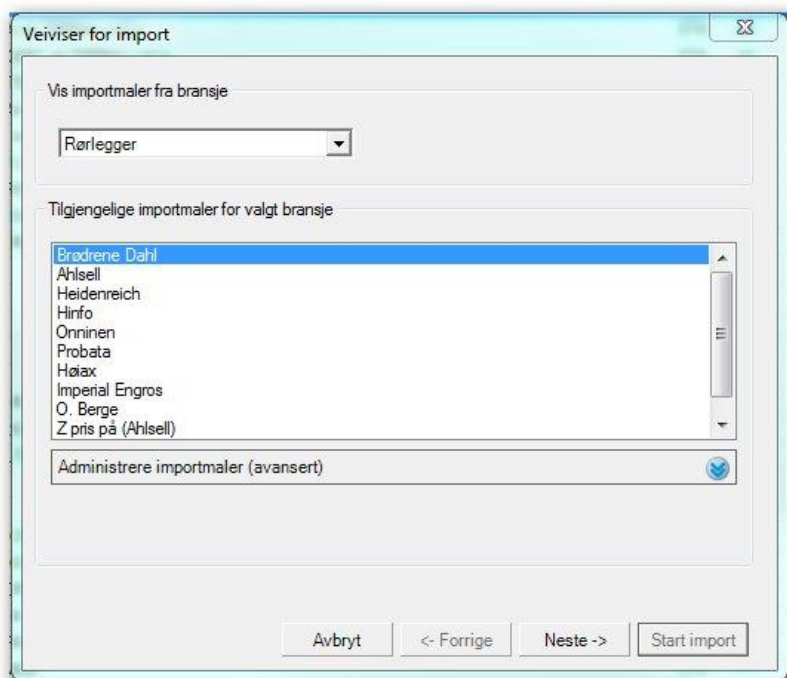 Veiviser for import
Vis importmaler fra bransje
Rørlegger
Tilgjengelige importmaler for valgt bransje
Brødrene Dahl
Ahlsell
Heidenreich
Hinfo
Onninen
Probata
Høiax
Imperial Engros
O. Berge
Z pris på (Ahlsell)
Administrere importmaler (avansert)
Avbryt <- Forrige Neste -> Start import